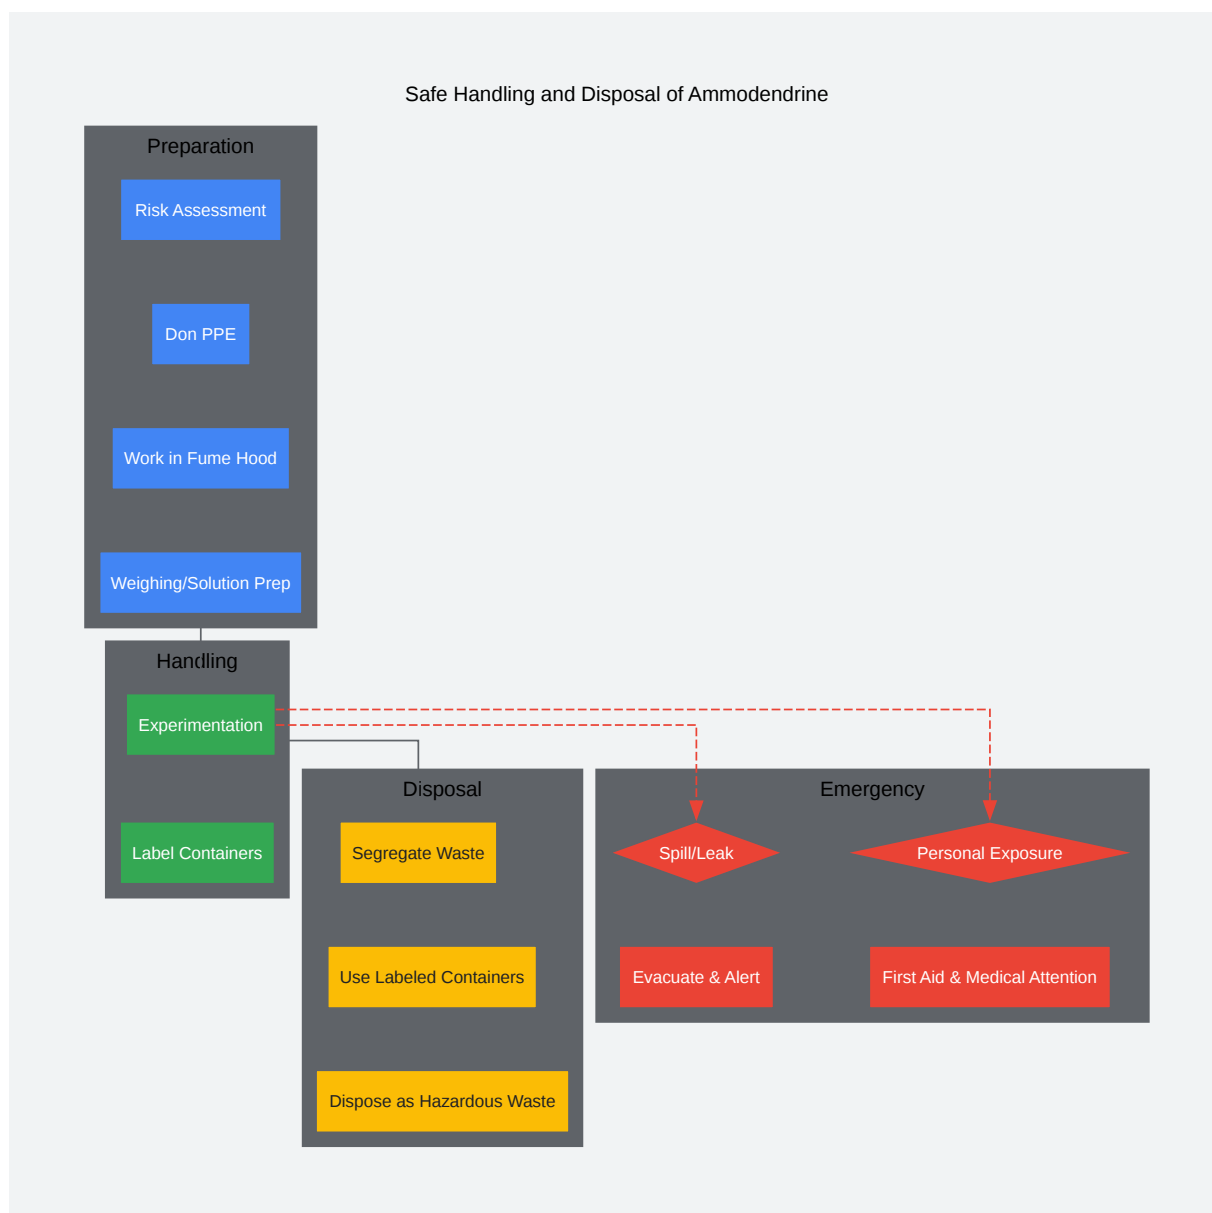 Safe Handling and Disposal of Ammodendrine
Preparation
Risk Assessment
Don PPE
Work in Fume Hood
Weighing/Solution Prep
Handling
Experimentation
Label Containers
Disposal
Segregate Waste
Use Labeled Containers
Dispose as Hazardous Waste
Emergency
Spill/Leak
Personal Exposure
Evacuate & Alert
First Aid & Medical Attention